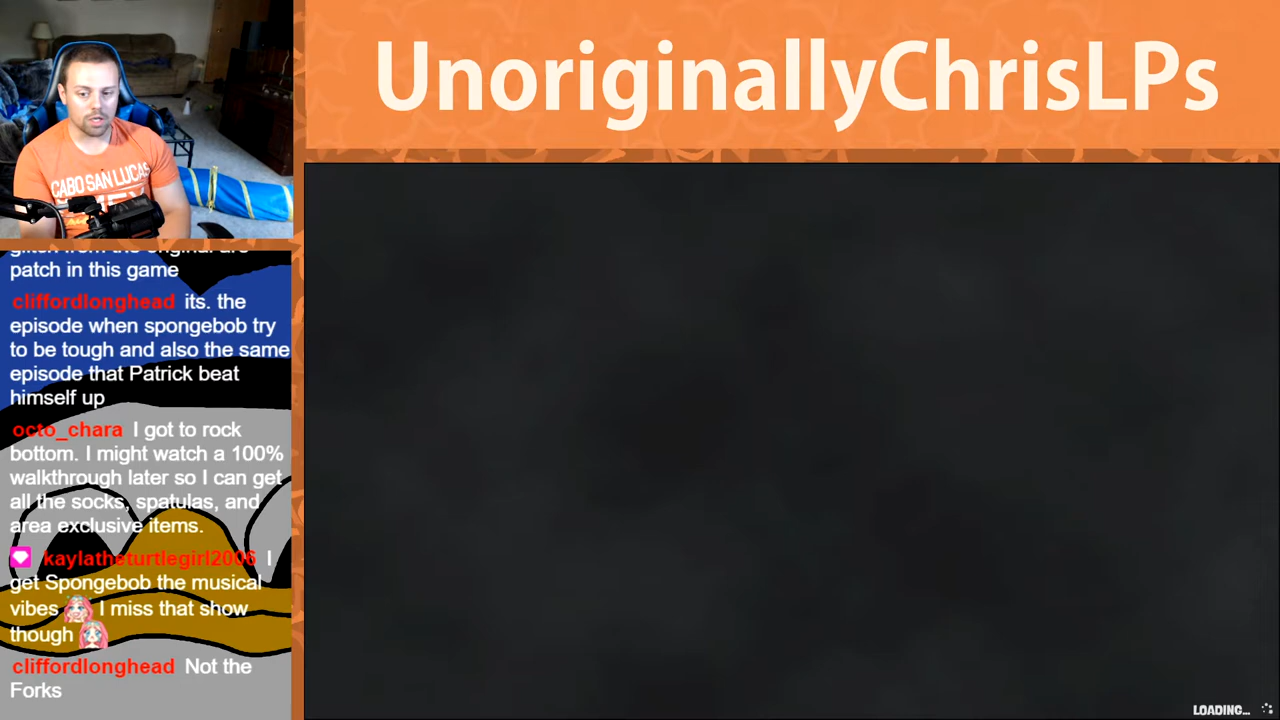 UnoriginallyChrisLPs
CABO SAN LUCAS
patch in this game
cliffordlonghead its. the
episode when spongebob try
to be tough and also the same
episode that Patrick beat
himself up
octo_chara I got to rock
bottom. I might watch a 100%
walkthrough later so I can get
all the socks, spatulas, and
area exclusive items.
kaylatheturtlegirl2006 I
get Spongebob the musical
vibes I miss that show
though
cliffordlonghead Not the
Forks
LOADING...